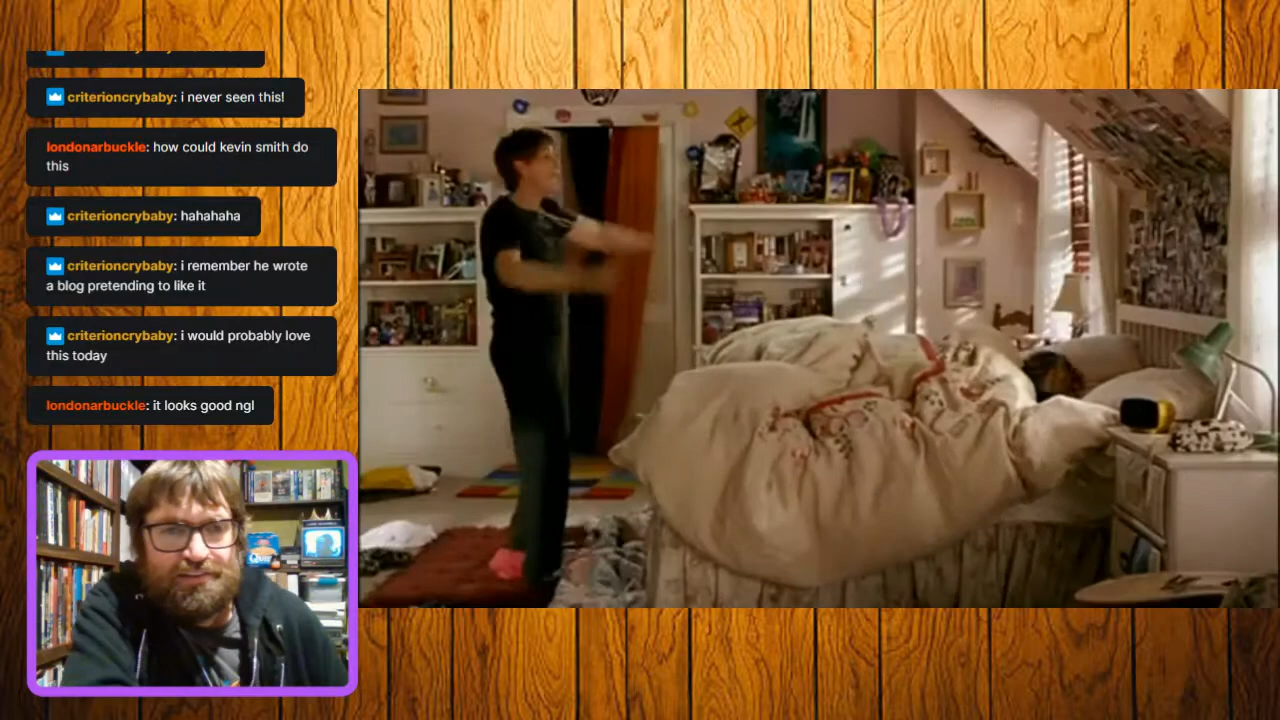 criterioncrybaby: i never seen this!
londonarbuckle: how could kevin smith do
this
criterioncrybaby: hahahaha
criterioncrybaby: i remember he wrote
a blog pretending to like it
criterioncrybaby: i would probably love
this today
londonarbuckle: it looks good ngl